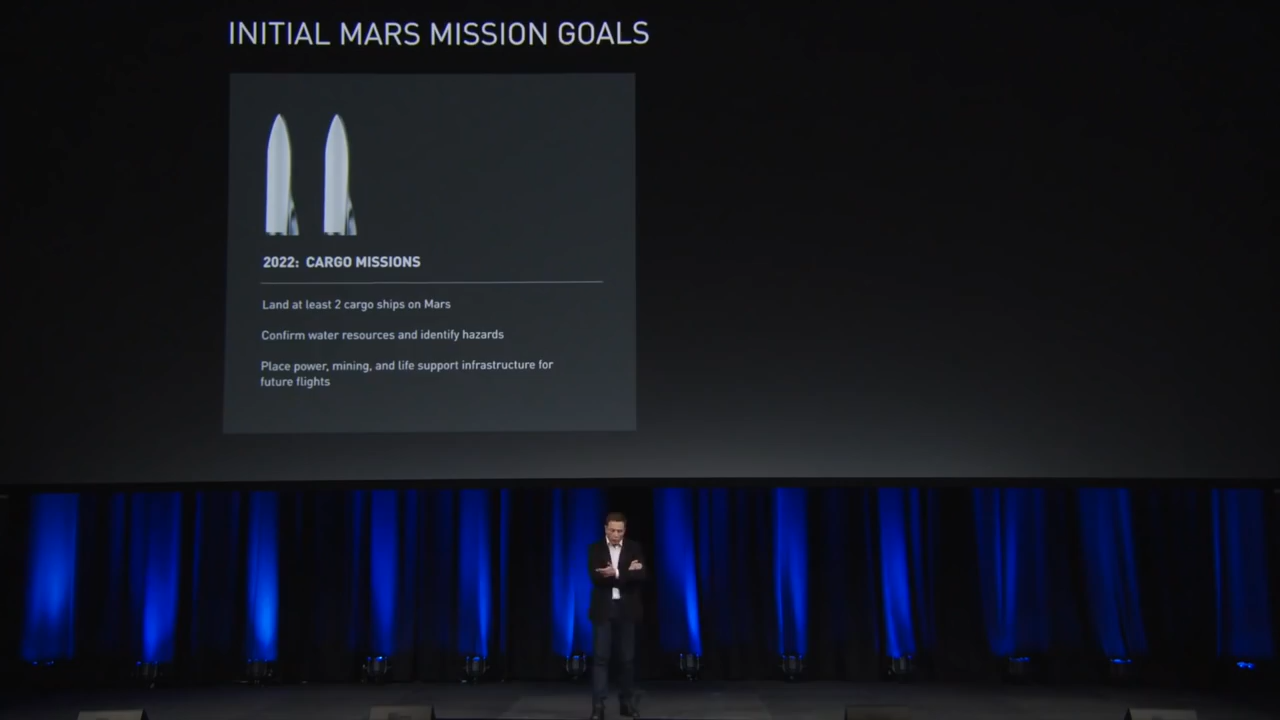 INITIAL MARS MISSION GOALS
2022: CARGO MISSIONS
Land at least 2 cargo ships on Mars
Confirm water resources and identify hazards
Place power, mining, and life support infrastructure for
future flights